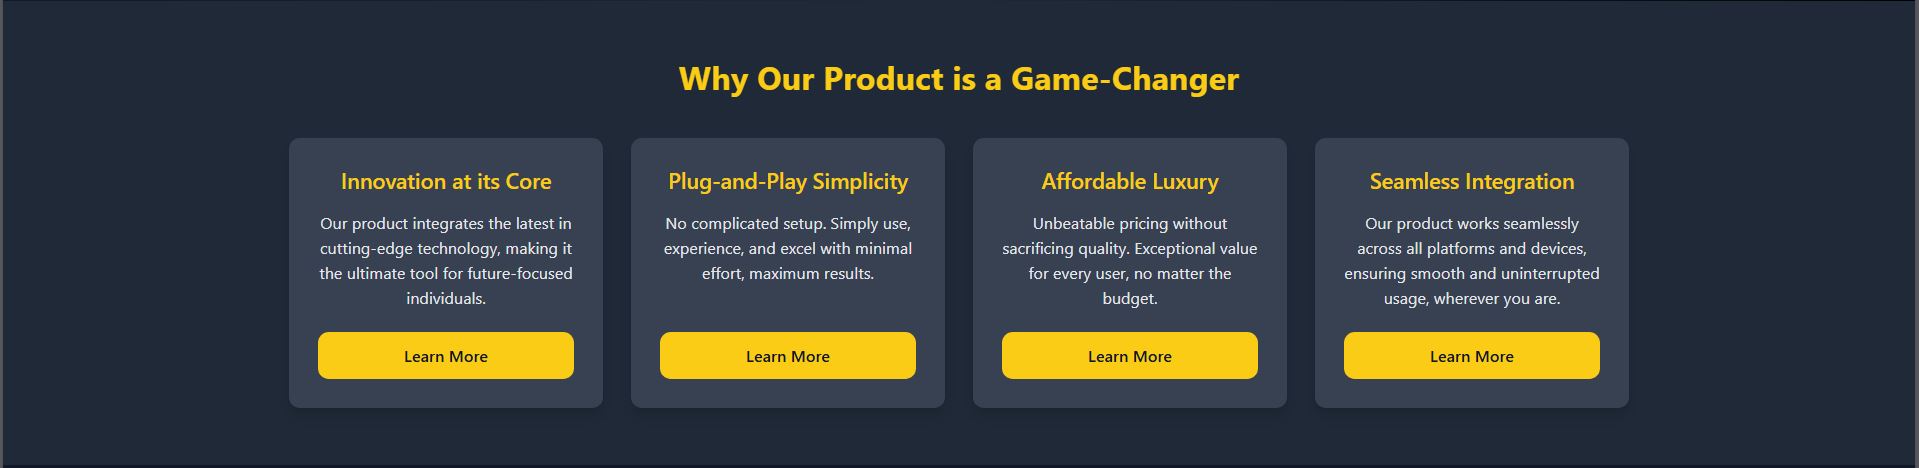 Why Our Product is a Game-Changer
Innovation at its Core
Our product integrates the latest in
cutting-edge technology, making it
the ultimate tool for future-focused
individuals.
Learn More
Plug-and-Play Simplicity
No complicated setup. Simply use,
experience, and excel with minimal
effort, maximum results.
Learn More
Affordable Luxury
Unbeatable pricing without
sacrificing quality. Exceptional value
for every user, no matter the
budget.
Learn More
Seamless Integration
Our product works seamlessly
across all platforms and devices,
ensuring smooth and uninterrupted
usage, wherever you are.
Learn More